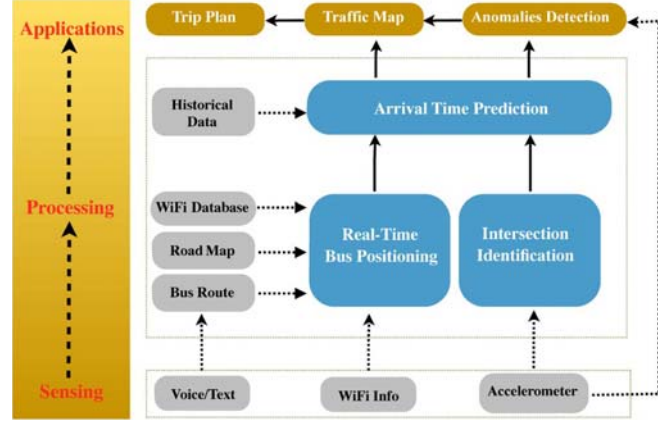 Applications
Trip Plan
Traffic Map
Anomalies Detection
Historical
Data
Arrival Time Prediction
Processing
WiFi Database
Road Map
Bus Route
Real-Time
Bus Positioning
Intersection
Identification
Sensing
Voice/Text
WiFi Info
Accelerometer